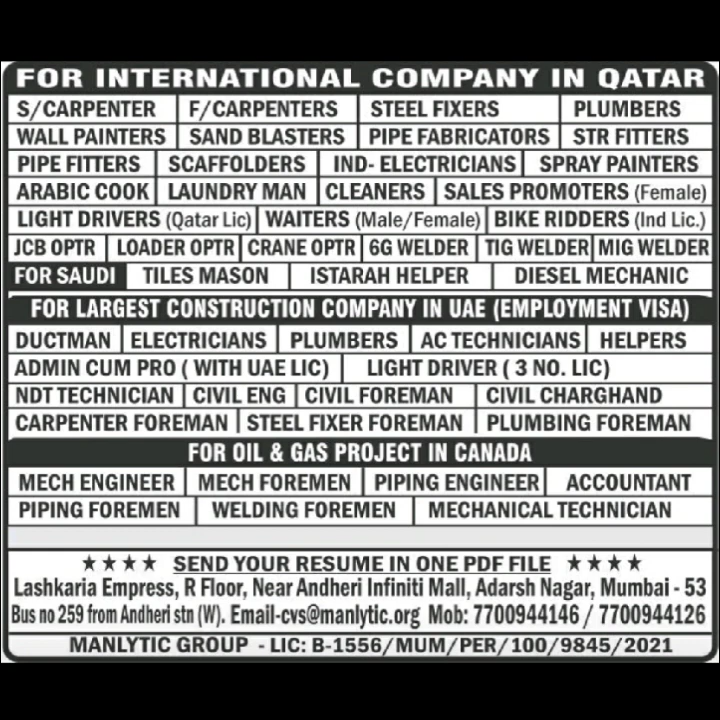 FOR INTERNATIONAL COMPANY IN QATAR
S/CARPENTER F/CARPENTERS STEEL FIXERS PLUMBERS
WALL PAINTERS SAND BLASTERS PIPE FABRICATORS STR FITTERS
PIPE FITTERS SCAFFOLDERS IND- ELECTRICIANS SPRAY PAINTERS
ARABIC COOK LAUNDRY MAN CLEANERS SALES PROMOTERS (Female)
LIGHT DRIVERS (Qatar Lic) WAITERS (Male/Female) BIKE RIDDERS (Ind Lic.)
JCB OPTR LOADER OPTR CRANE OPTR 6G WELDER TIG WELDER MIG WELDER
FOR SAUDI TILES MASON ISTARAH HELPER DIESEL MECHANIC
FOR LARGEST CONSTRUCTION COMPANY IN UAE (EMPLOYMENT VISA)
DUCTMAN ELECTRICIANS PLUMBERS AC TECHNICIANS HELPERS
ADMIN CUM PRO ( WITH UAE LIC) LIGHT DRIVER ( 3 NO. LIC)
NDT TECHNICIAN CIVIL ENG CIVIL FOREMAN CIVIL CHARGHAND
CARPENTER FOREMAN STEEL FIXER FOREMAN PLUMBING FOREMAN
FOR OIL & GAS PROJECT IN CANADA
MECH ENGINEER MECH FOREMEN PIPING ENGINEER ACCOUNTANT
PIPING FOREMEN WELDING FOREMEN MECHANICAL TECHNICIAN
★★★★ SEND YOUR RESUME IN ONE PDF FILE ★★★★
Lashkaria Empress, R Floor, Near Andheri Infiniti Mall, Adarsh Nagar, Mumbai - 53
Bus no 259 from Andheri stn (W). Email-cvs@manlytic.org Mob: 7700944146 / 7700944126
MANLYTIC GROUP - LIC: B-1556/MUM/PER/100/9845/2021